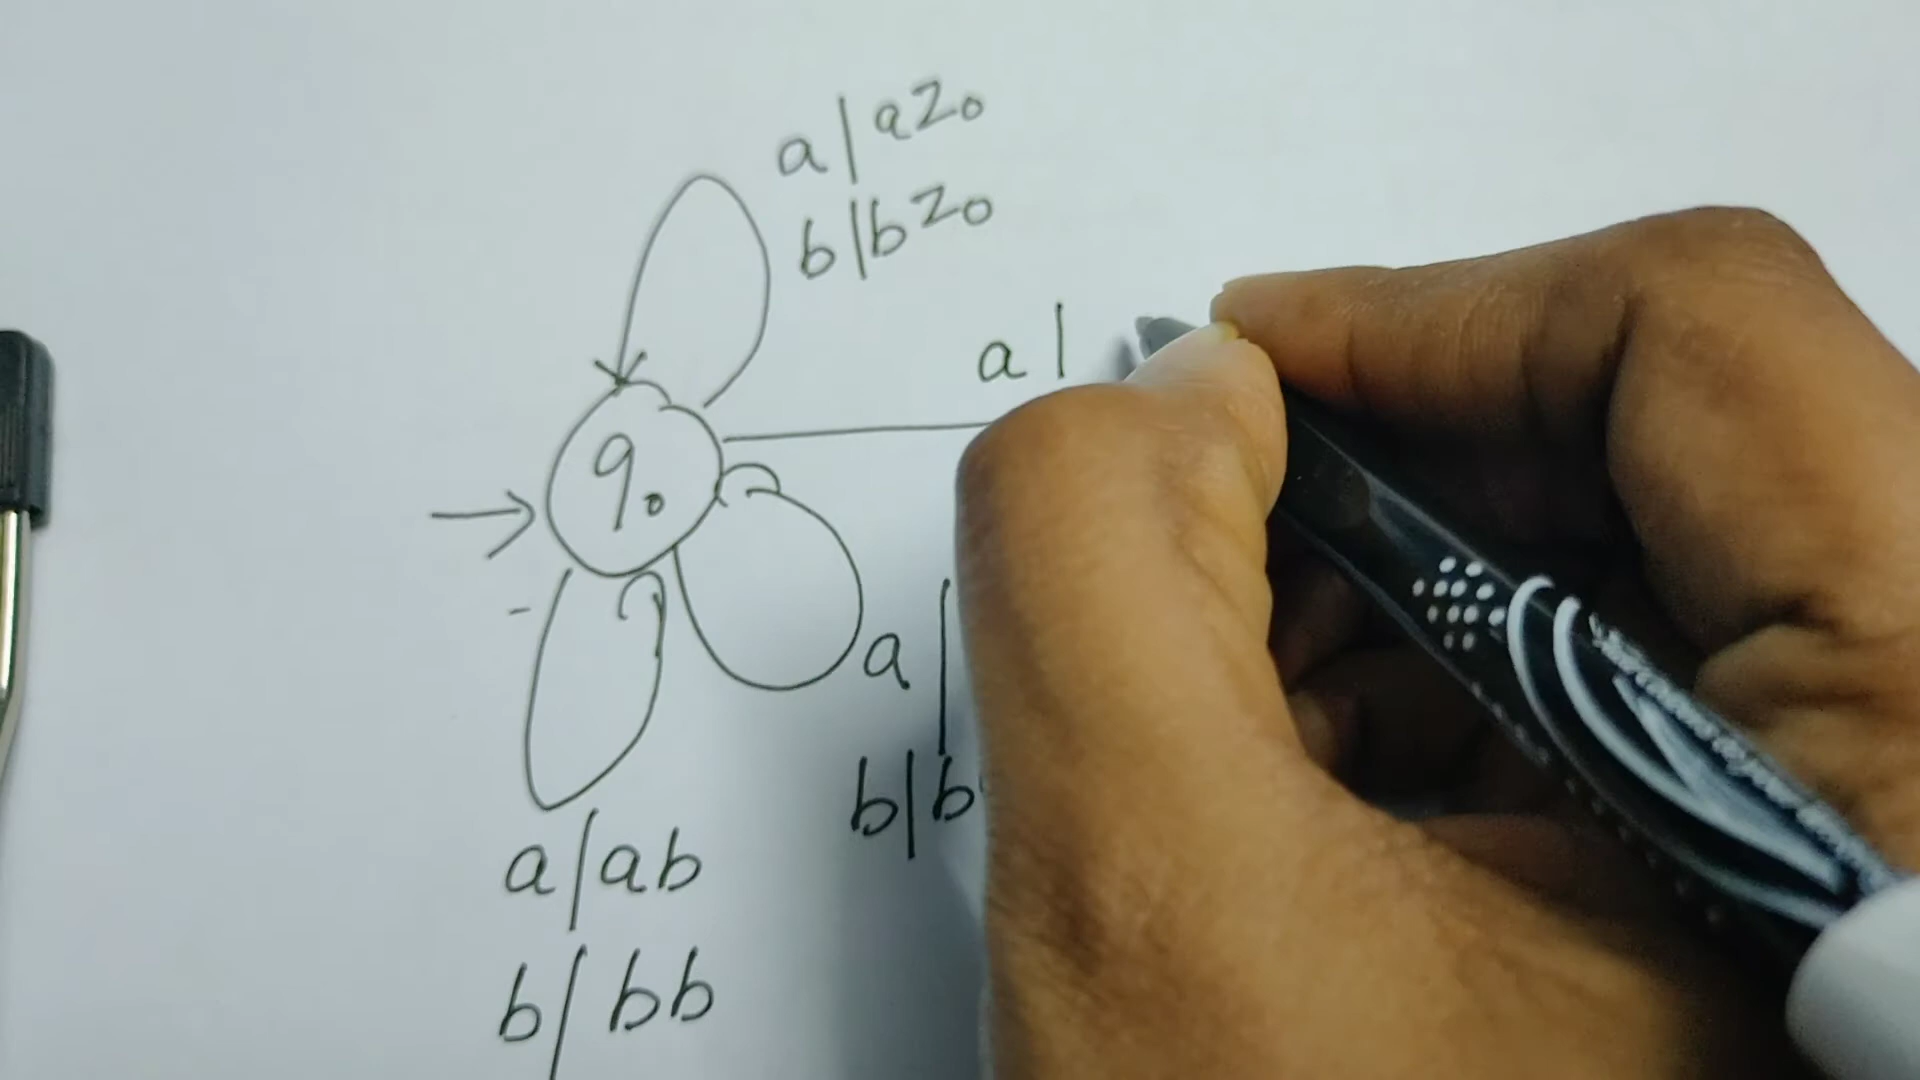 a | az₀
b | bz₀
a |
q₀
a |
b | b
a | ab
b | bb